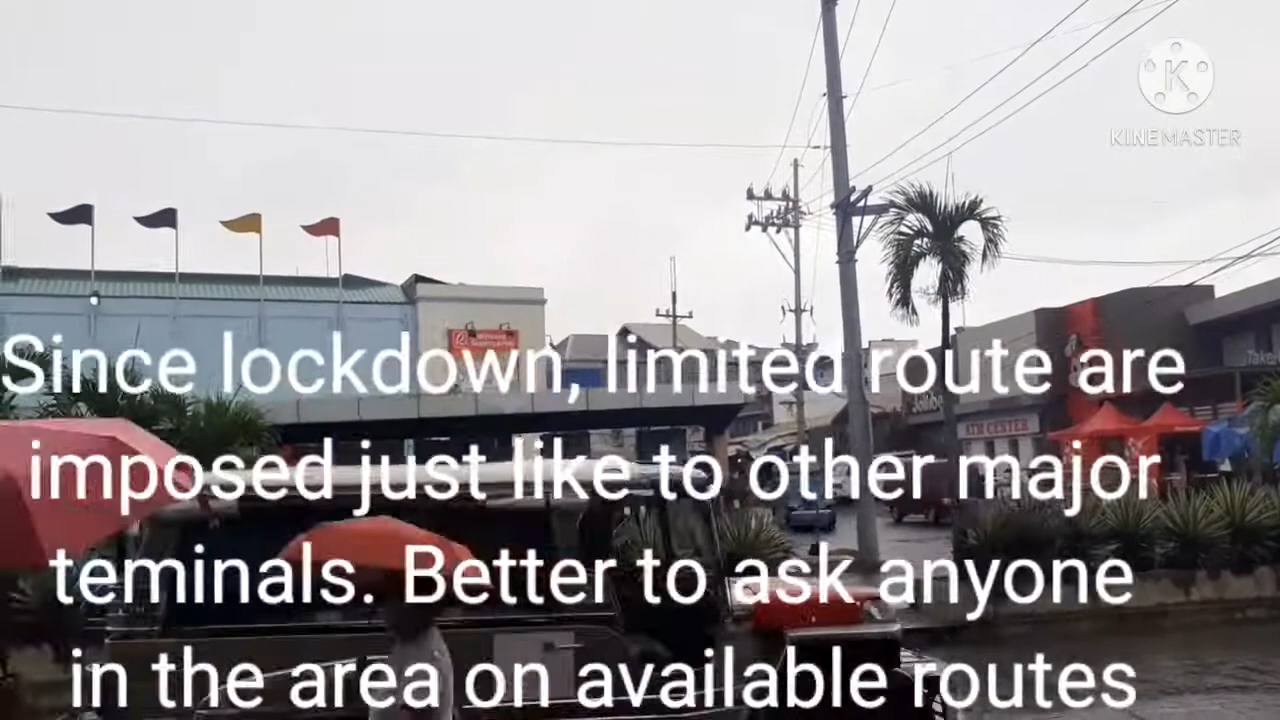 K
KINEMASTER
Since lockdown, limited route are
imposed just like to other major
teminals. Better to ask anyone
in the area on available routes
ATM CENTER